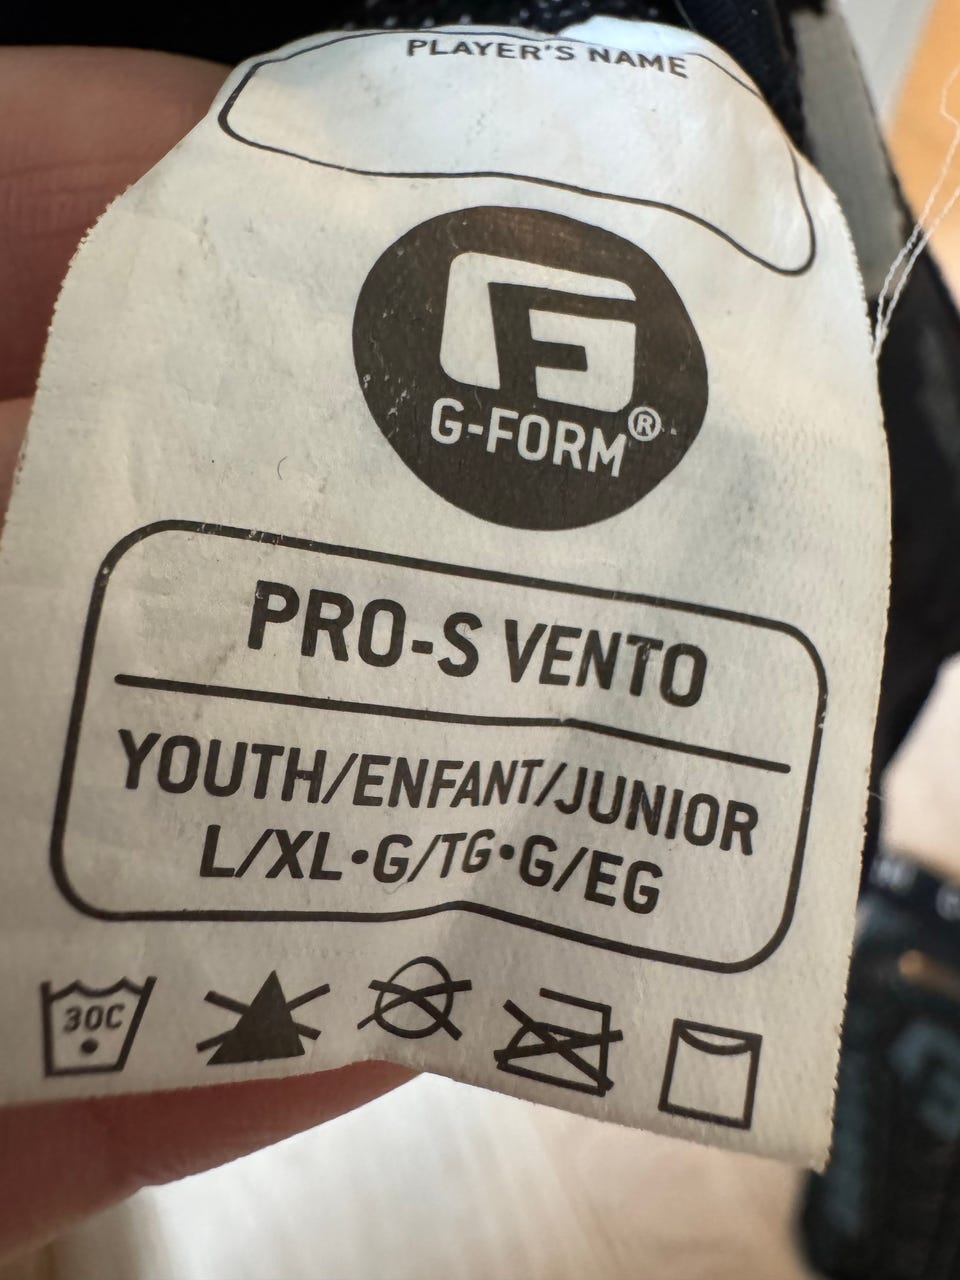 PLAYER'S NAME
G-FORM®
PRO-S VENTO
YOUTH/ENFANT/JUNIOR
L/XL•G/TG•G/EG
30C